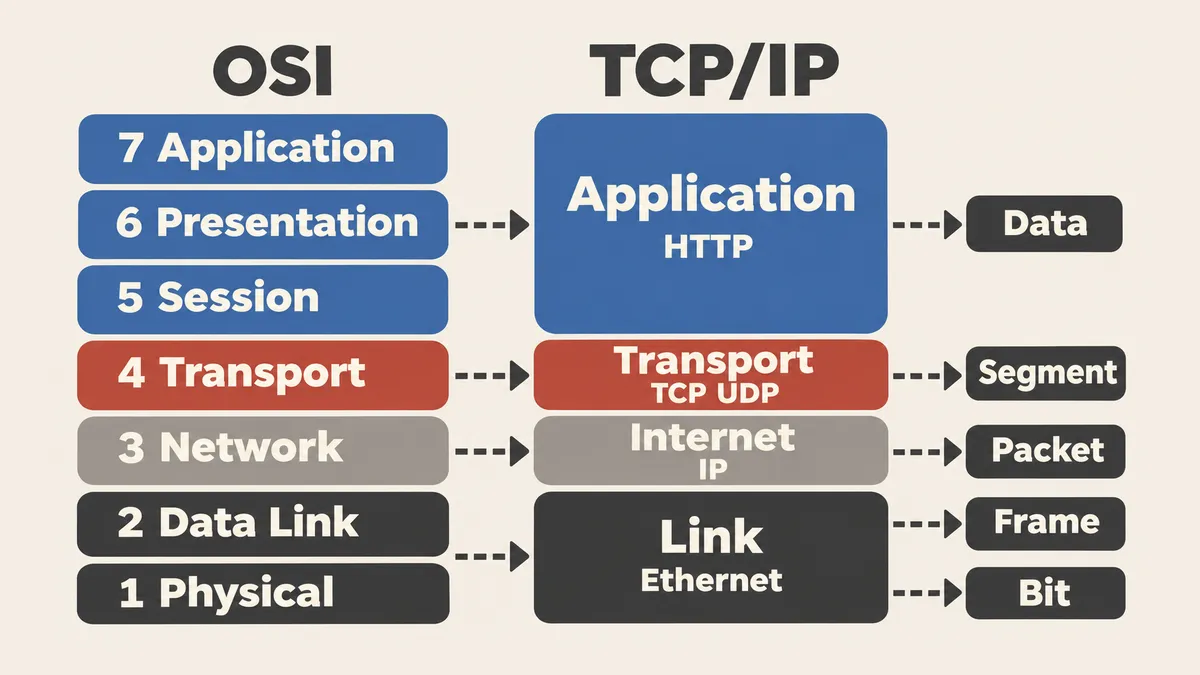 OSI
TCP/IP
7 Application
6 Presentation
5 Session
4 Transport
3 Network
2 Data Link
1 Physical
Application
HTTP
Transport
TCP UDP
Internet
IP
Link
Ethernet
Data
Segment
Packet
Frame
Bit